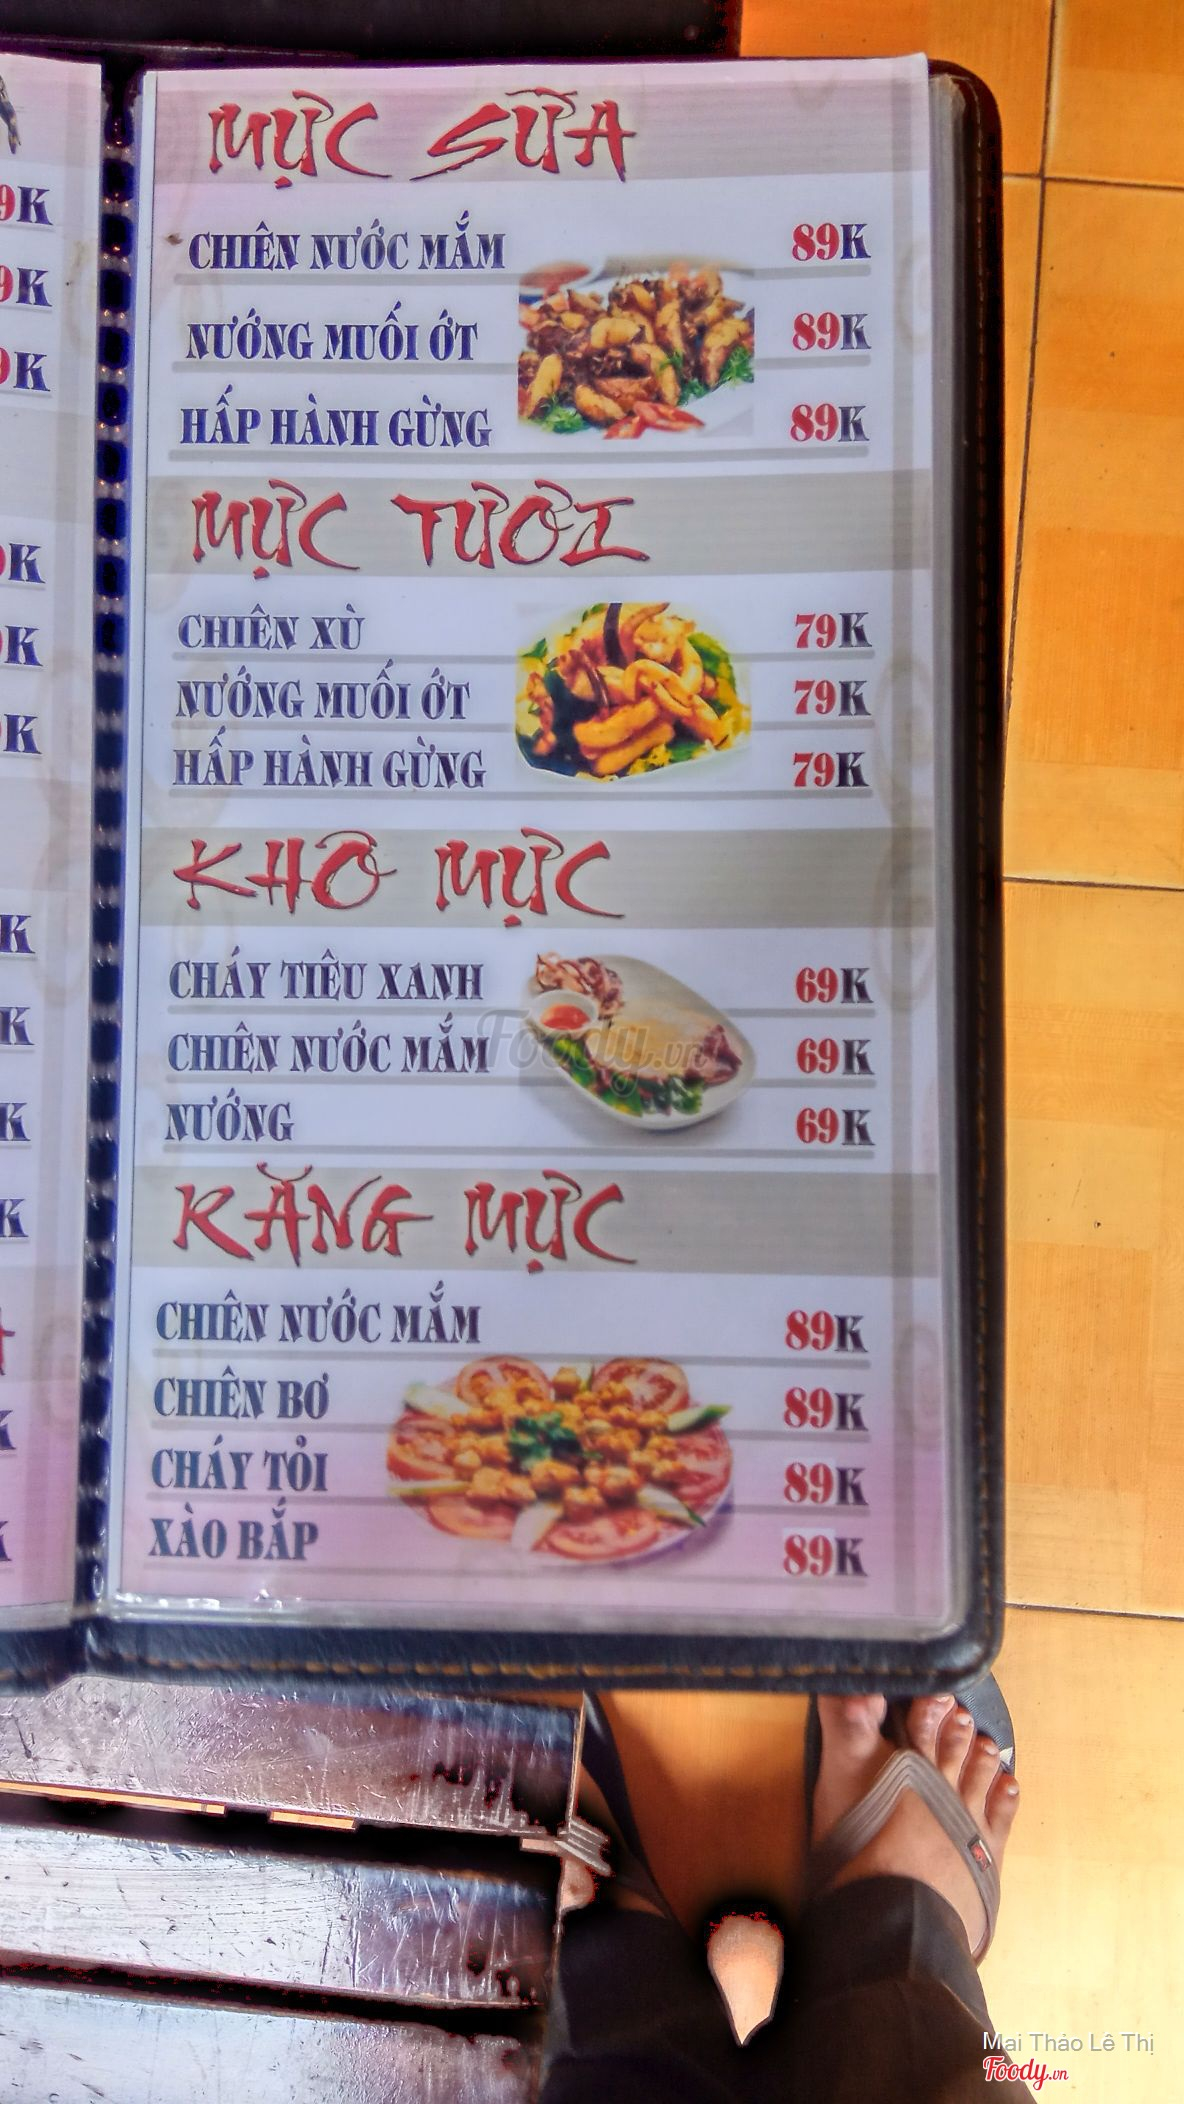 MỰC SỮA
CHIÊN NƯỚC MẮM 89K
NƯỚNG MUỐI ỚT 89K
HẤP HÀNH GỪNG 89K
MỰC TƯƠI
CHIÊN XÙ 79K
NƯỚNG MUỐI ỚT 79K
HẤP HÀNH GỪNG 79K
KHÔ MỰC
CHÁY TIÊU XANH 69K
CHIÊN NƯỚC MẮM 69K
NƯỚNG 69K
Foody.vn
RĂNG MỰC
CHIÊN NƯỚC MẮM 89K
CHIÊN BƠ 89K
CHÁY TỎI 89K
XÀO BẮP 89K
Mai Thảo Lê Thị
Foody.vn